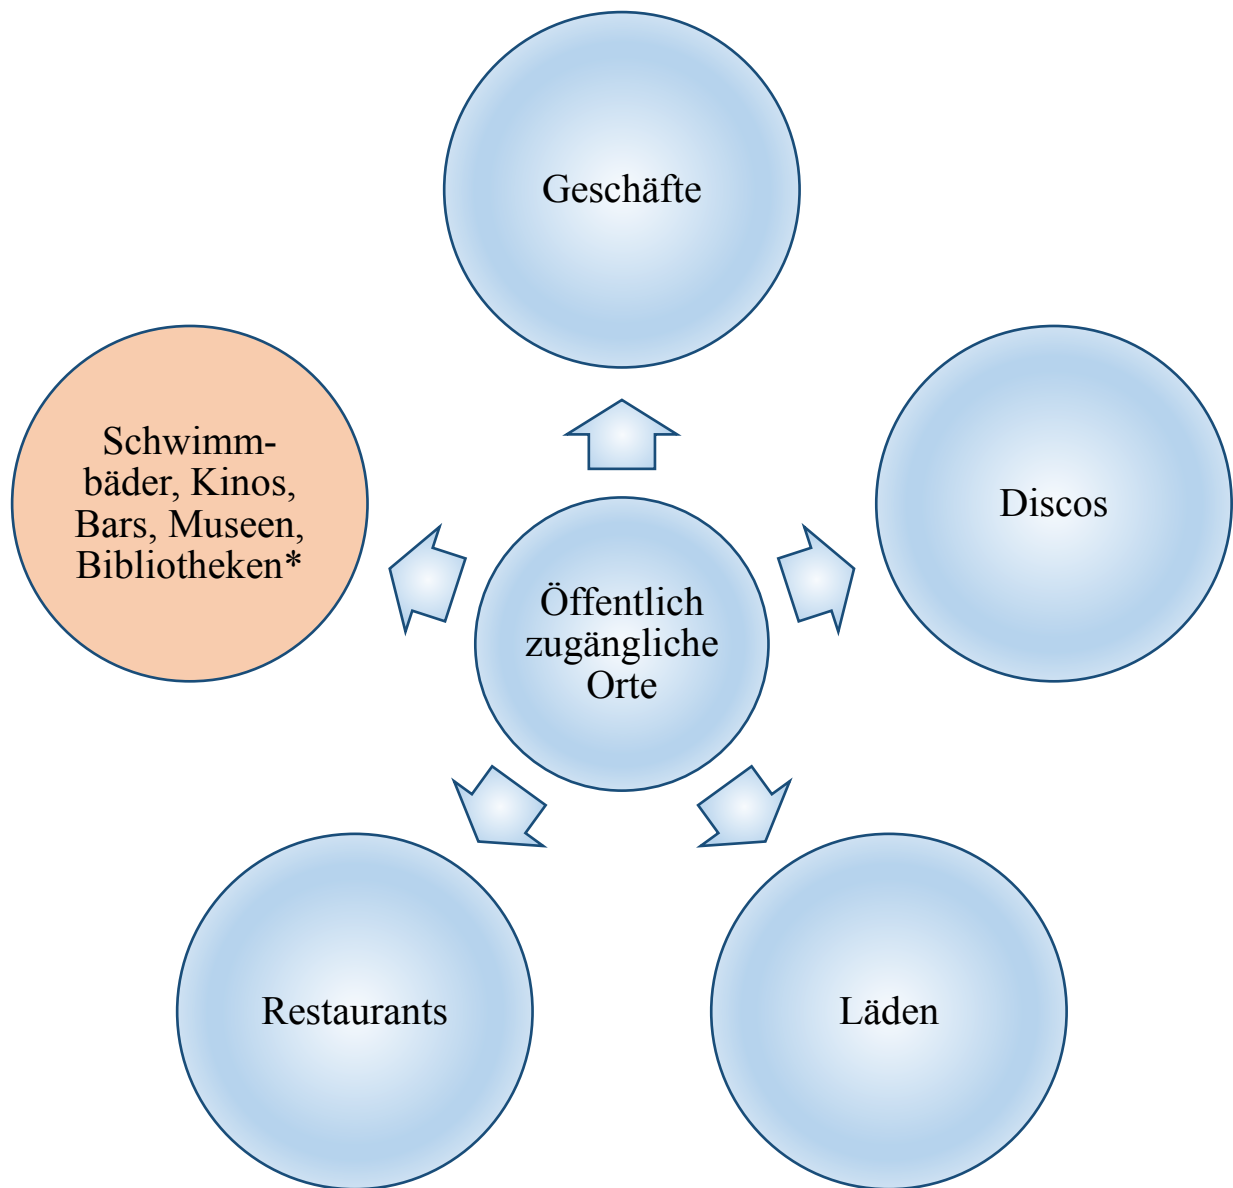 Geschäfte
Schwimm-
bäder, Kinos,
Bars, Museen,
Bibliotheken*
Discos
Öffentlich
zugängliche
Orte
Restaurants
Läden